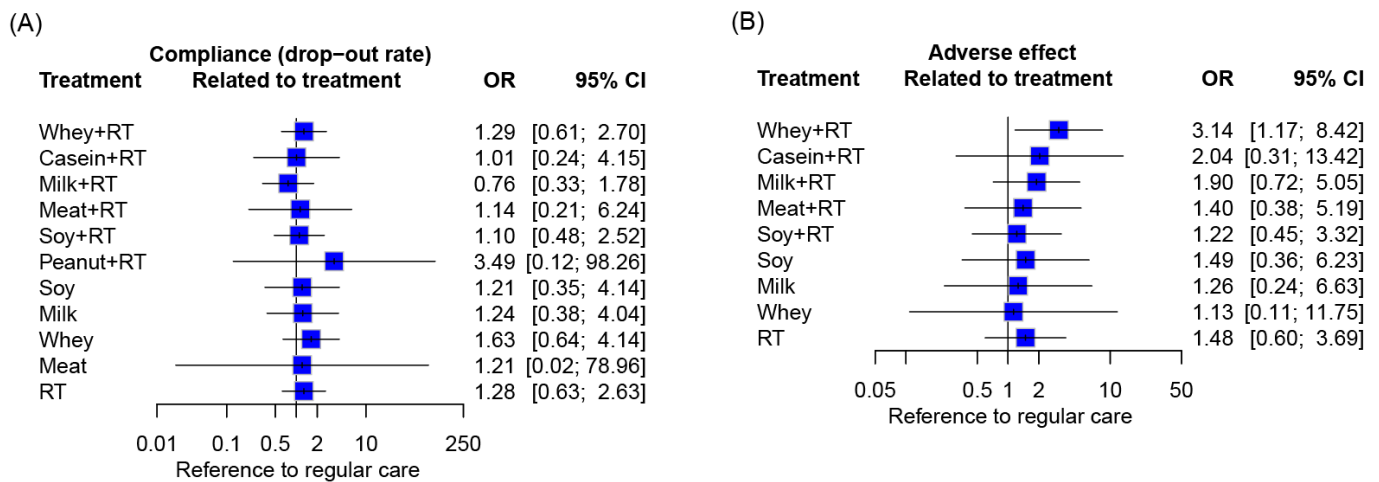 (A)
Compliance (drop−out rate)
Treatment Related to treatment OR 95% CI
Whey+RT 1.29 [0.61; 2.70]
Casein+RT 1.01 [0.24; 4.15]
Milk+RT 0.76 [0.33; 1.78]
Meat+RT 1.14 [0.21; 6.24]
Soy+RT 1.10 [0.48; 2.52]
Peanut+RT 3.49 [0.12; 98.26]
Soy 1.21 [0.35; 4.14]
Milk 1.24 [0.38; 4.04]
Whey 1.63 [0.64; 4.14]
Meat 1.21 [0.02; 78.96]
RT 1.28 [0.63; 2.63]
0.01 0.1 0.5 1 2 10 250
Reference to regular care
(B)
Adverse effect
Treatment Related to treatment OR 95% CI
Whey+RT 3.14 [1.17; 8.42]
Casein+RT 2.04 [0.31; 13.42]
Milk+RT 1.90 [0.72; 5.05]
Meat+RT 1.40 [0.38; 5.19]
Soy+RT 1.22 [0.45; 3.32]
Soy 1.49 [0.36; 6.23]
Milk 1.26 [0.24; 6.63]
Whey 1.13 [0.11; 11.75]
RT 1.48 [0.60; 3.69]
0.05 0.5 1 2 10 50
Reference to regular care